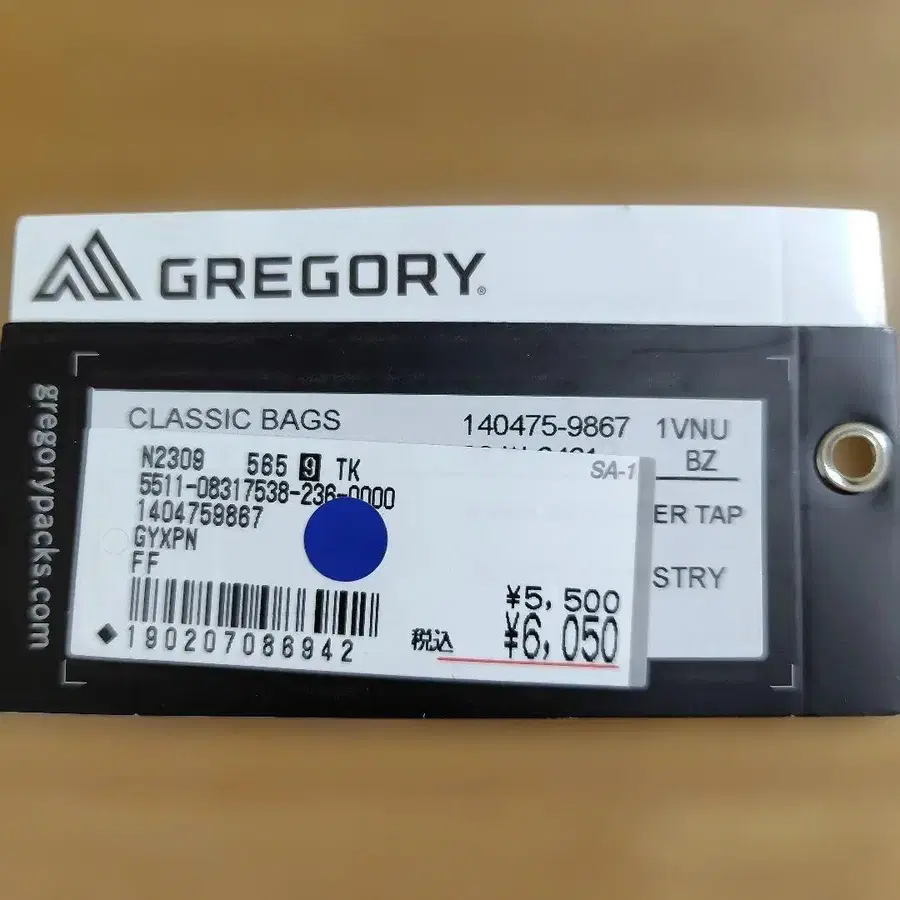 GREGORY®
gregorypacks.com
CLASSIC BAGS 140475-9867 1VNU
BZ
ER TAP
STRY
SA-1
N2309 565 9 TK
5511-08317538-236-0000
1404759867
GYXPN
FF
¥5,500
税込 ¥6,050
190207086942